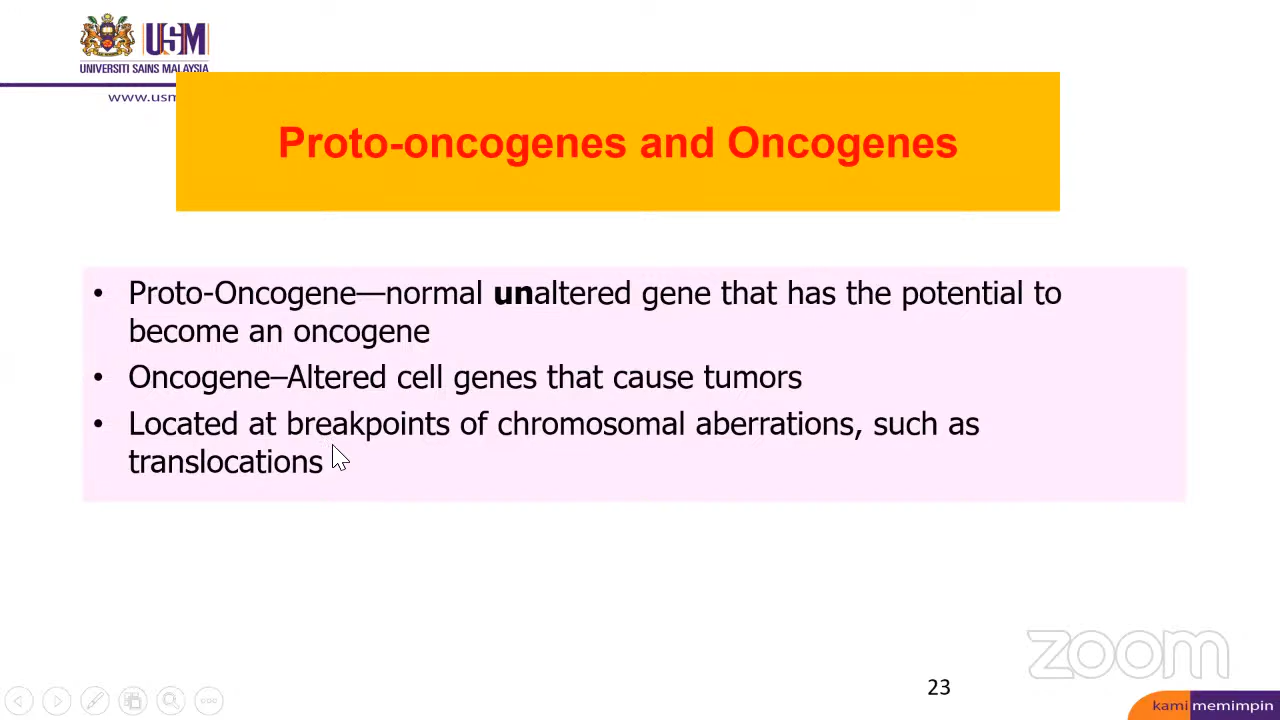 USM
UNIVERSITI SAINS MALAYSIA
www.usm
Proto-oncogenes and Oncogenes
• Proto-Oncogene—normal unaltered gene that has the potential to
become an oncogene
• Oncogene–Altered cell genes that cause tumors
• Located at breakpoints of chromosomal aberrations, such as
translocations
zoom
23
kami memimpin